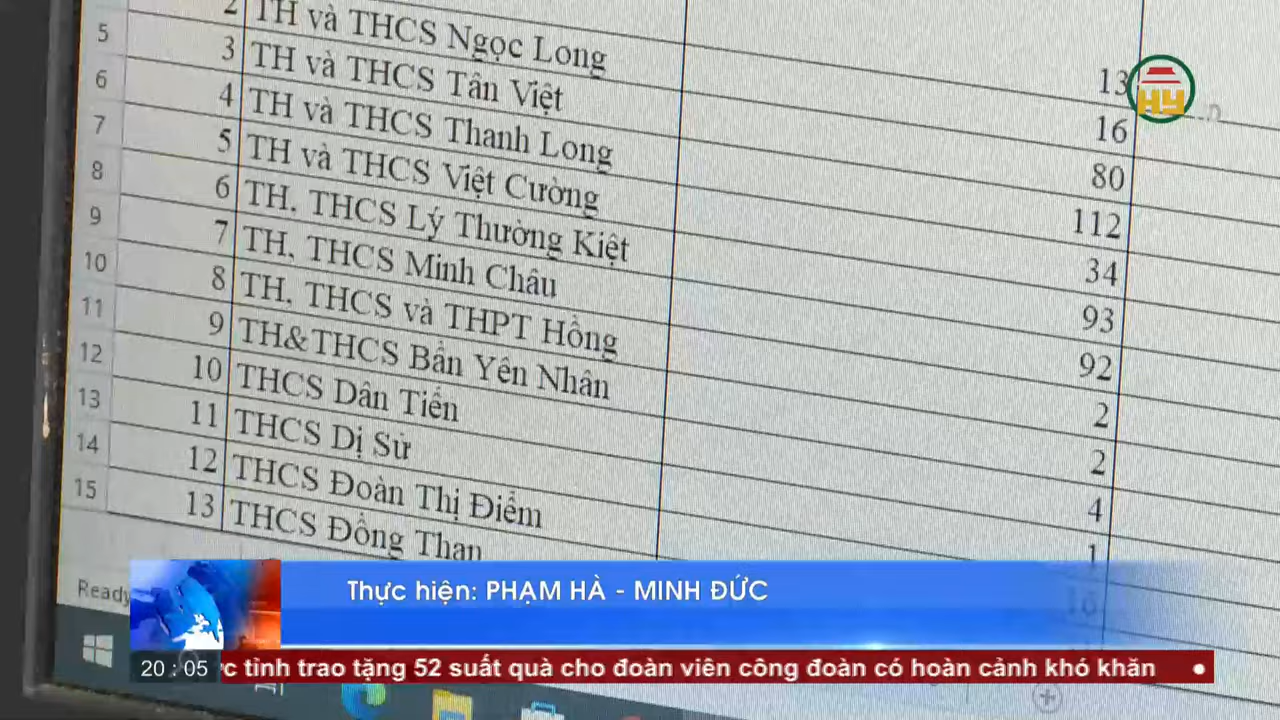 13
5 2 TH và THCS Ngọc Long 16
6 3 TH và THCS Tân Việt 80
7 4 TH và THCS Thanh Long 112
8 5 TH và THCS Việt Cường 34
9 6 TH, THCS Lý Thường Kiệt 93
10 7 TH, THCS Minh Châu 92
11 8 TH, THCS và THPT Hồng 2
12 9 TH&THCS Bần Yên Nhân 2
13 10 THCS Dân Tiến 4
14 11 THCS Dị Sử 1
15 12 THCS Đoàn Thị Điểm
13 THCS Đồng Than
HY
Ready
Thực hiện: PHẠM HÀ - MINH ĐỨC
20 : 05 tỉnh trao tặng 52 suất quà cho đoàn viên công đoàn có hoàn cảnh khó khăn